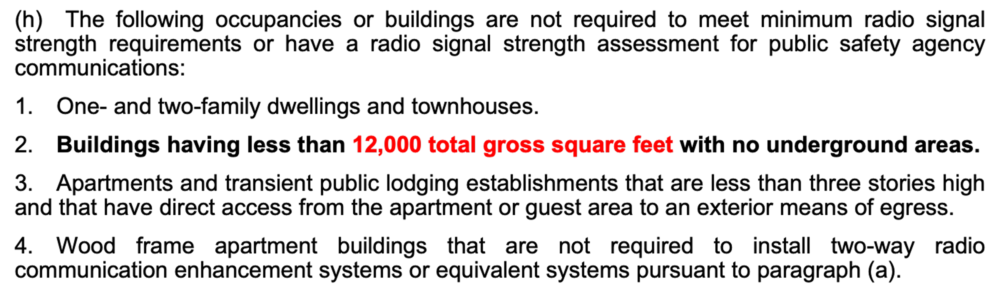 (h) The following occupancies or buildings are not required to meet minimum radio signal
strength requirements or have a radio signal strength assessment for public safety agency
communications:
1. One- and two-family dwellings and townhouses.
2. Buildings having less than 12,000 total gross square feet with no underground areas.
3. Apartments and transient public lodging establishments that are less than three stories high
and that have direct access from the apartment or guest area to an exterior means of egress.
4. Wood frame apartment buildings that are not required to install two-way radio
communication enhancement systems or equivalent systems pursuant to paragraph (a).